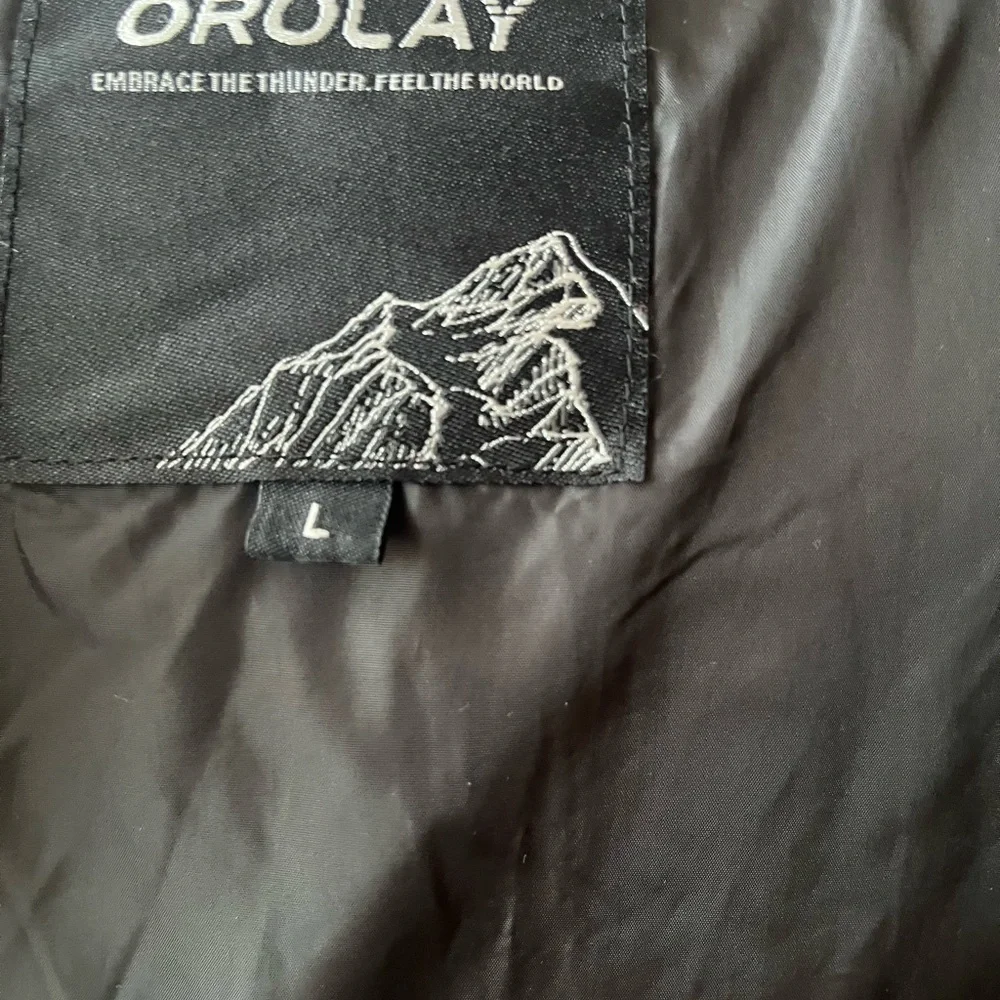 OROLAY
EMBRACE THE THUNDER.FEEL THE WORLD
L